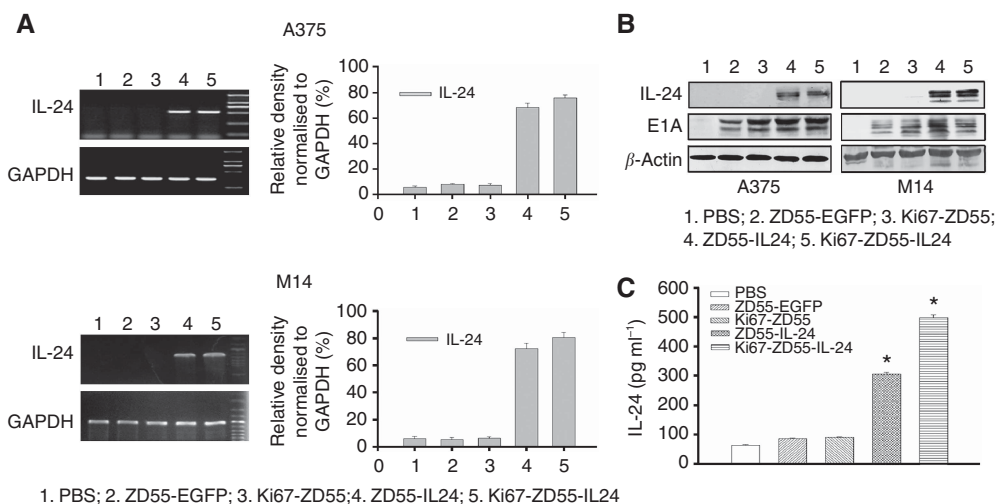 A
A375
1 2 3 4 5
IL-24
GAPDH
Relative density
normalised to
GAPDH (%)
100
80
60
40
20
0
IL-24
0 1 2 3 4 5
M14
1 2 3 4 5
IL-24
GAPDH
Relative density
normalised to
GAPDH (%)
100
80
60
40
20
0
IL-24
0 1 2 3 4 5
1. PBS; 2. ZD55-EGFP; 3. Ki67-ZD55;4. ZD55-IL24; 5. Ki67-ZD55-IL24
B
1 2 3 4 5 1 2 3 4 5
IL-24
E1A
β-Actin
A375 M14
1. PBS; 2. ZD55-EGFP; 3. Ki67-ZD55;
4. ZD55-IL24; 5. Ki67-ZD55-IL24
C
IL-24 (pg ml⁻¹)
600
500
400
300
200
100
0
PBS
ZD55-EGFP
Ki67-ZD55
ZD55-IL-24
Ki67-ZD55-IL-24
* *